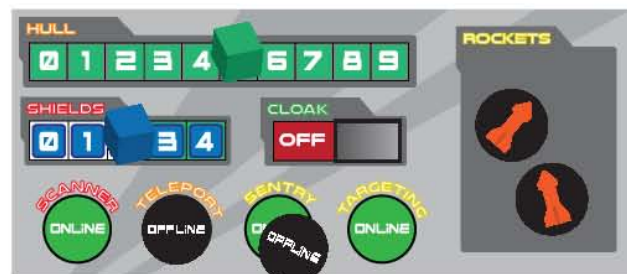 HULL
0 1 2 3 4 6 7 8 9
SHIELDS
0 1 3 4
CLOAK
OFF
ROCKETS
SCANNER
ONLINE
TELEPORT
OFFLINE
SENTRY
OFFLINE
TARGETING
ONLINE